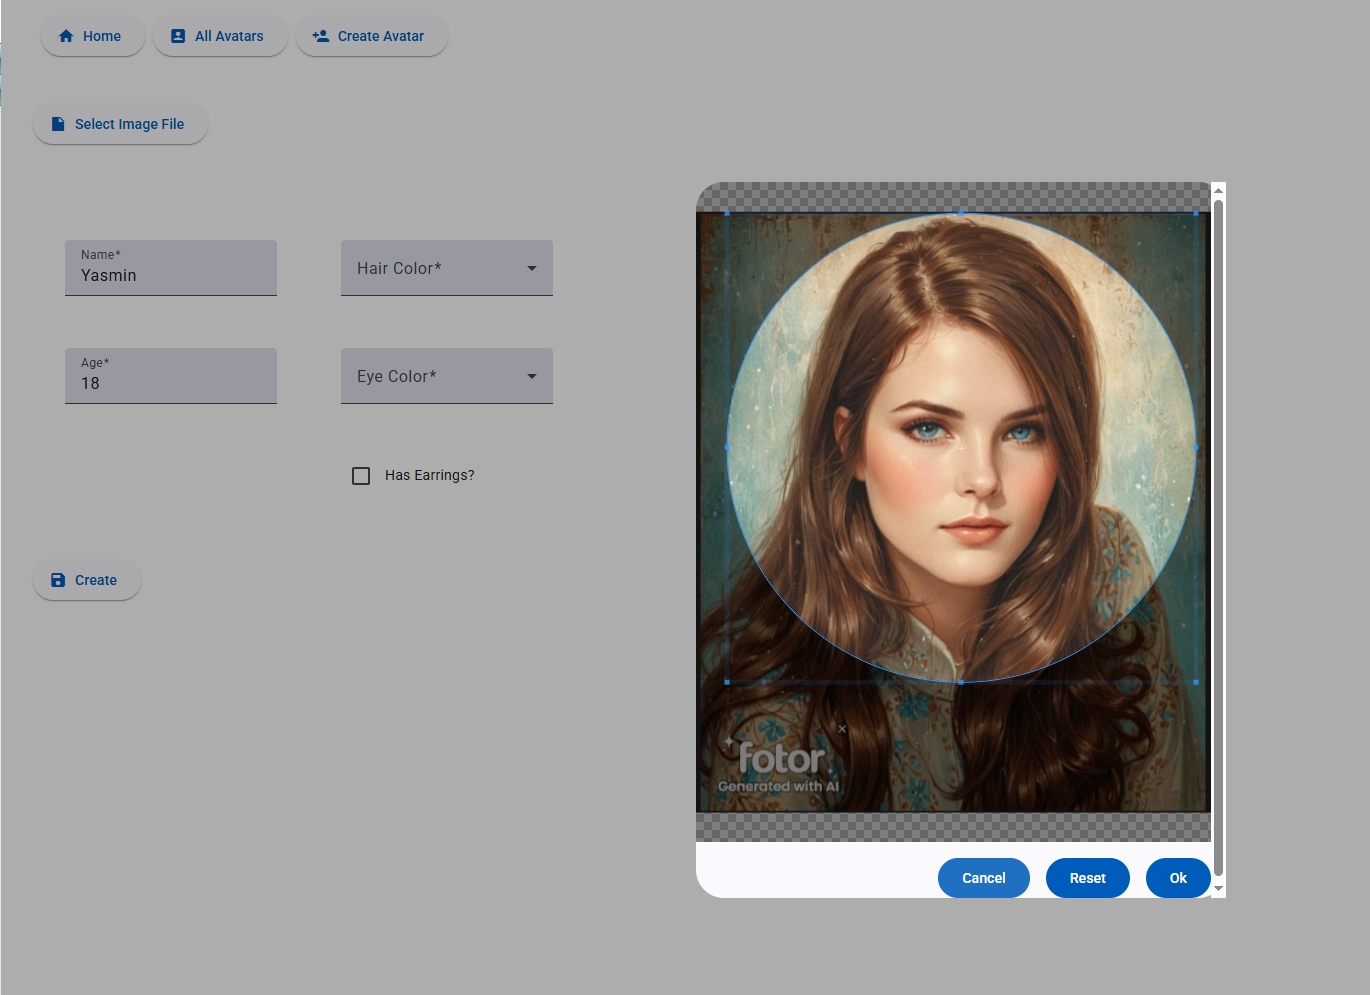 Home
All Avatars
Create Avatar
Select Image File
Name*
Yasmin
Hair Color*
Age*
18
Eye Color*
Has Earrings?
Create
fotor
Generated with AI
Cancel
Reset
Ok